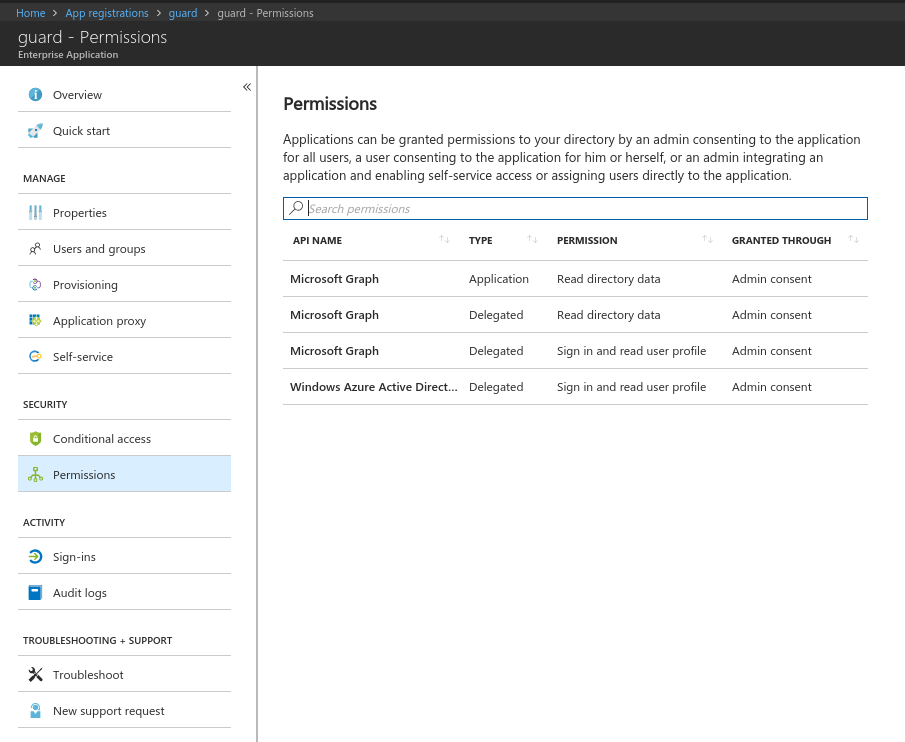 Home > App registrations > guard > guard - Permissions
guard - Permissions
Enterprise Application
«
Overview
Quick start
MANAGE
Properties
Users and groups
Provisioning
Application proxy
Self-service
SECURITY
Conditional access
Permissions
ACTIVITY
Sign-ins
Audit logs
TROUBLESHOOTING + SUPPORT
Troubleshoot
New support request
Permissions
Applications can be granted permissions to your directory by an admin consenting to the application
for all users, a user consenting to the application for him or herself, or an admin integrating an
application and enabling self-service access or assigning users directly to the application.
Search permissions
API NAME ↑↓ TYPE ↑↓ PERMISSION ↑↓ GRANTED THROUGH ↑↓
Microsoft Graph Application Read directory data Admin consent
Microsoft Graph Delegated Read directory data Admin consent
Microsoft Graph Delegated Sign in and read user profile Admin consent
Windows Azure Active Direct... Delegated Sign in and read user profile Admin consent